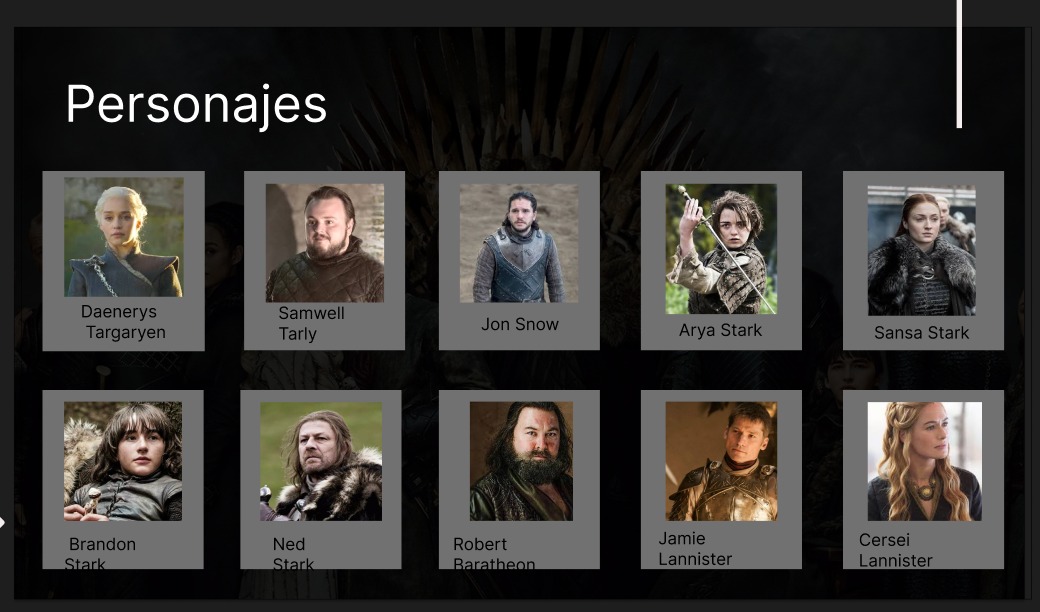 Personajes
Daenerys
Targaryen
Samwell
Tarly
Jon Snow
Arya Stark
Sansa Stark
Brandon
Stark
Ned
Stark
Robert
Baratheon
Jamie
Lannister
Cersei
Lannister